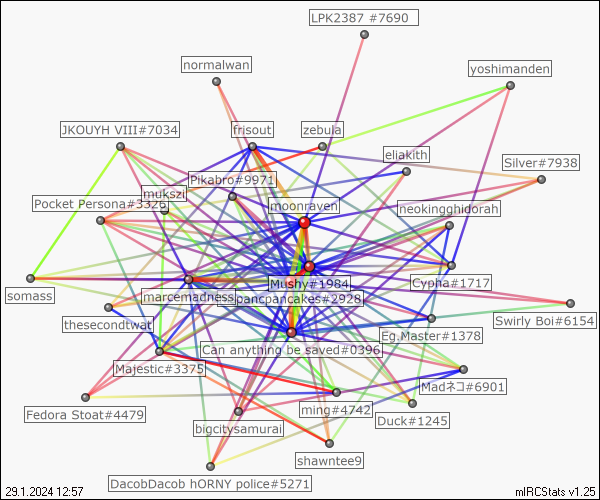 LPK2387 #7690
normalwan
yoshimanden
JKOUYH VIII#7034
frisout
zebula
eliakith
Silver#7938
Pikabro#9971
mukszi
Pocket Persona#3326
moonraven
neokingghidorah
Mushy#1984
Cypha#1717
somass
marcemadness
pancpancakes#2928
thesecondtwat
Swirly Boi#6154
Eg.Master#1378
Can anything be saved#0396
Majestic#3375
Madネコ#6901
Fedora Stoat#4479
ming#4742
Duck#1245
bigcitysamurai
shawntee9
DacobDacob hORNY police#5271
29.1.2024 12:57
mIRCStats v1.25